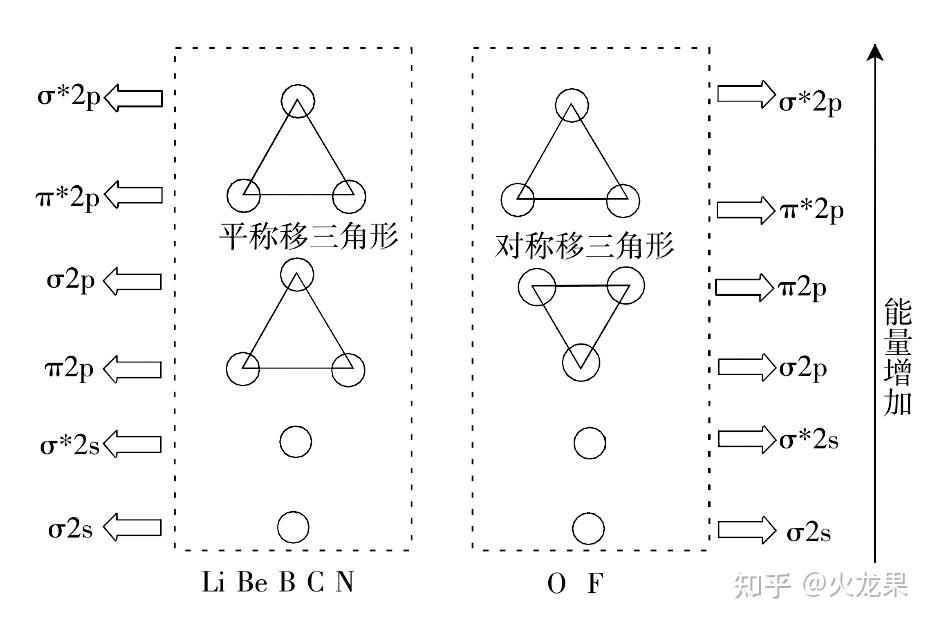 σ*2p
π*2p
σ2p
π2p
σ*2s
σ2s
平称移三角形
Li Be B C N
对称移三角形
O F
σ*2p
π*2p
π2p
σ2p
σ*2s
σ2s
能量增加
知乎 @火龙果